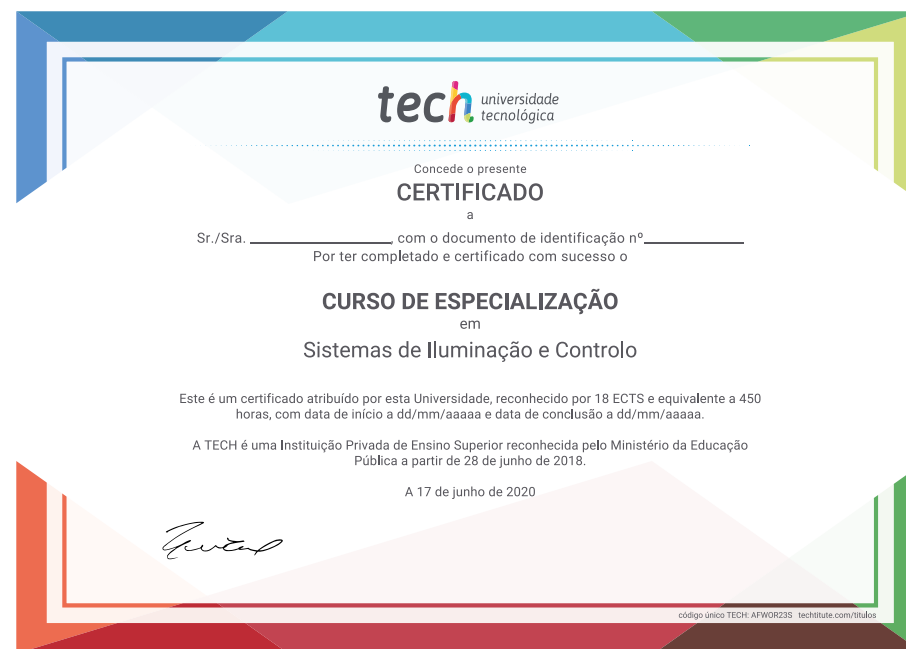 tech universidade
tecnológica
Concede o presente
CERTIFICADO
a
Sr./Sra. , com o documento de identificação nº
Por ter completado e certificado com sucesso o
CURSO DE ESPECIALIZAÇÃO
em
Sistemas de Iluminação e Controlo
Este é um certificado atribuído por esta Universidade, reconhecido por 18 ECTS e equivalente a 450
horas, com data de início a dd/mm/aaaaa e data de conclusão a dd/mm/aaaaa.
A TECH é uma Instituição Privada de Ensino Superior reconhecida pelo Ministério da Educação
Pública a partir de 28 de junho de 2018.
A 17 de junho de 2020
código único TECH: AFWOR23S techtitute.com/titulos